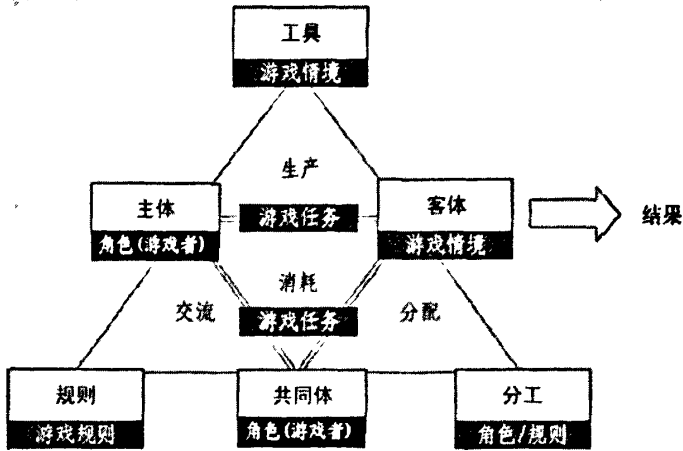 工具
游戏情境
生产
主体
角色(游戏者)
游戏任务
客体
游戏情境
结果
消耗
交流
游戏任务
分配
规则
游戏规则
共同体
角色(游戏者)
分工
角色/规则